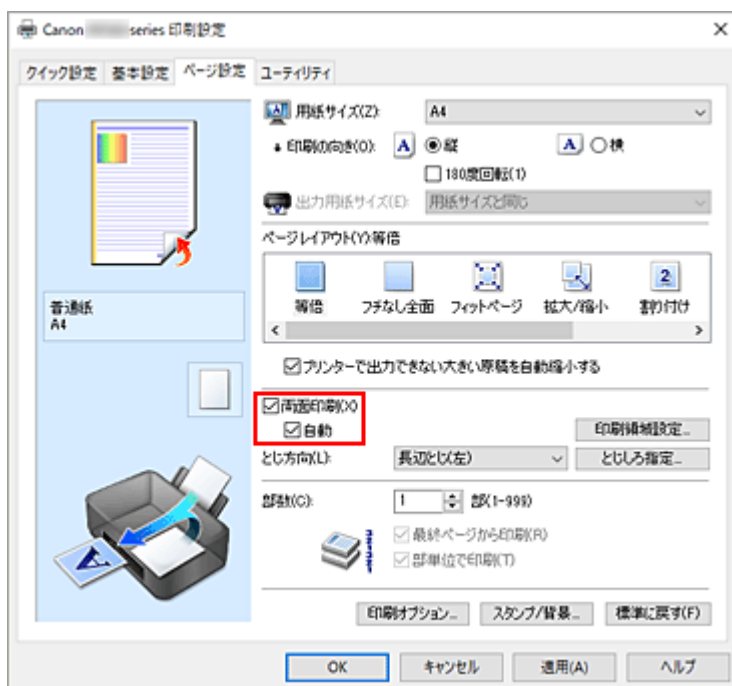 Canon series 印刷設定
クイック設定 基本設定 ページ設定 ユーティリティ
用紙サイズ(Z): A4
印刷の向き(O): A 縦 A 横
180度回転(1)
出力用紙サイズ(E): 用紙サイズと同じ
ページレイアウト(Y):等倍
等倍 フチなし全面 フィットページ 拡大/縮小 2 割り付け
普通紙
A4
プリンターで出力できない大きい原稿を自動縮小する
両面印刷(X)
自動 印刷領域設定...
とじ方向(L): 長辺とじ(左) とじしろ指定...
部数(C): 1 部(1-999)
最終ページから印刷(R)
部単位で印刷(T)
A
印刷オプション... スタンプ/背景... 標準に戻す(F)
OK キャンセル 適用(A) ヘルプ